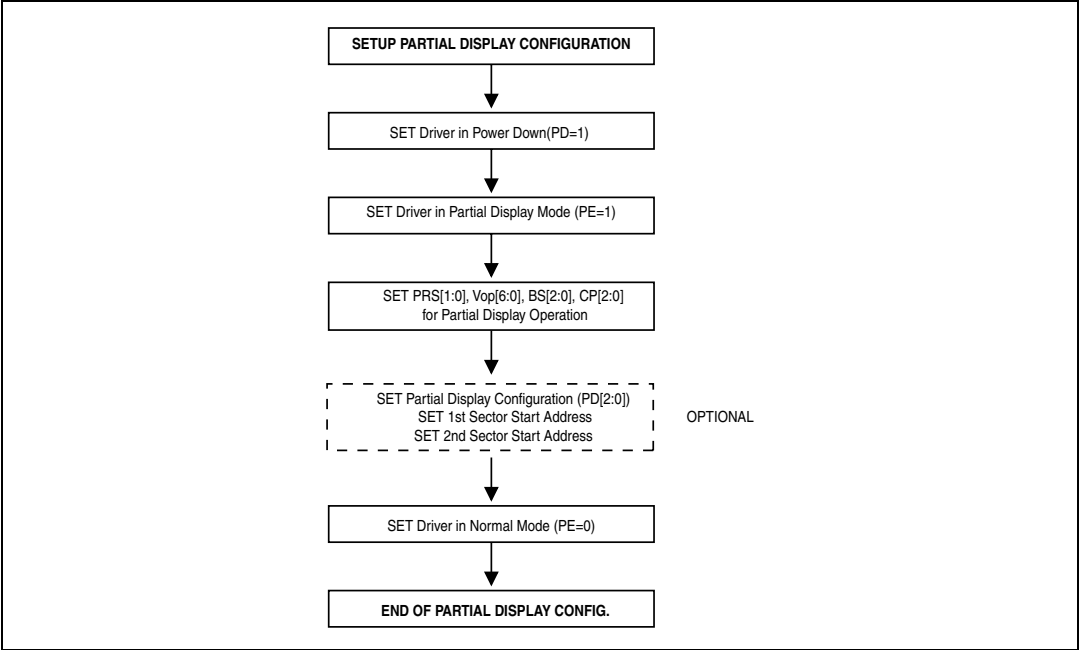 SETUP PARTIAL DISPLAY CONFIGURATION
SET Driver in Power Down(PD=1)
SET Driver in Partial Display Mode (PE=1)
SET PRS[1:0], Vop[6:0], BS[2:0], CP[2:0]
for Partial Display Operation
SET Partial Display Configuration (PD[2:0])
SET 1st Sector Start Address
SET 2nd Sector Start Address
OPTIONAL
SET Driver in Normal Mode (PE=0)
END OF PARTIAL DISPLAY CONFIG.